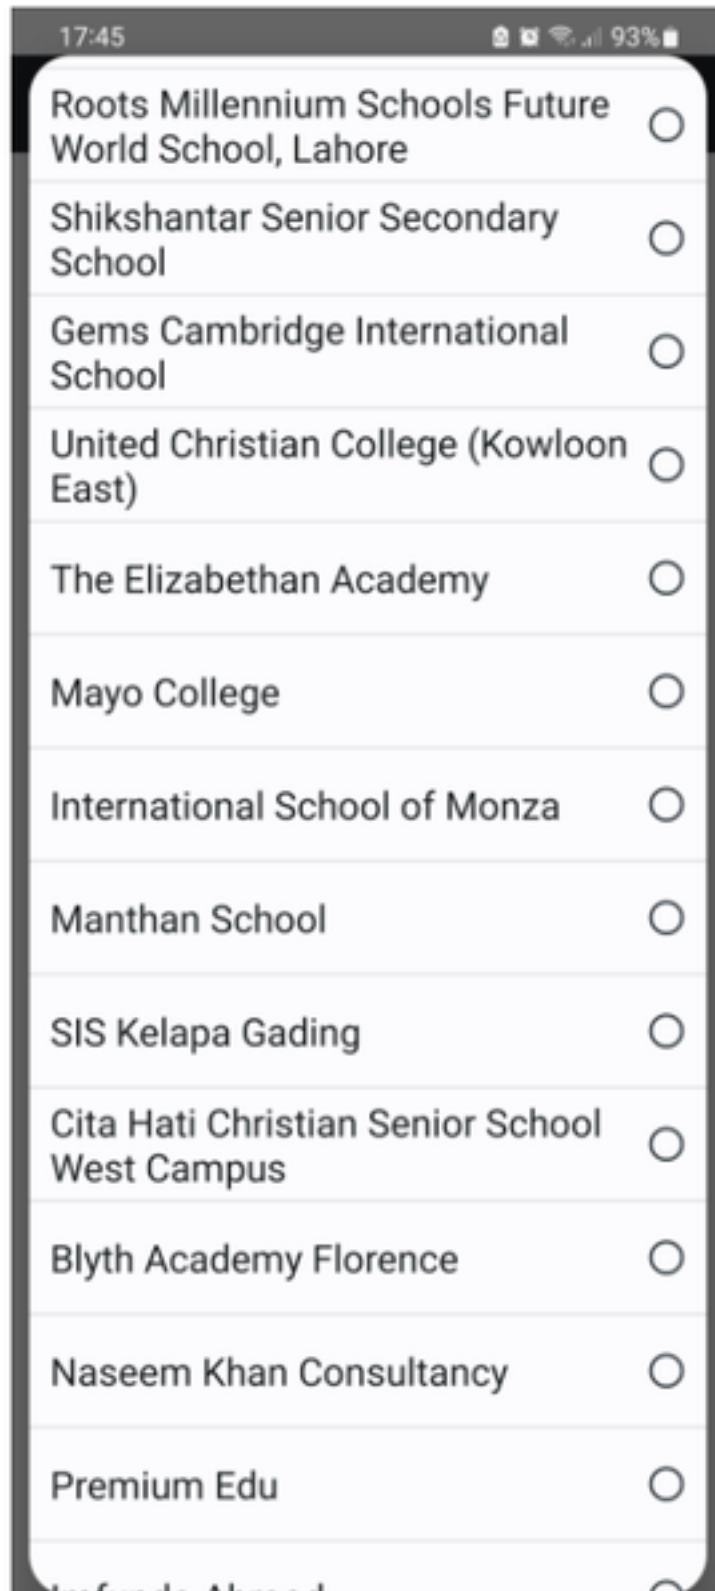 17:45
93%
Roots Millennium Schools Future
World School, Lahore
Shikshantar Senior Secondary
School
Gems Cambridge International
School
United Christian College (Kowloon
East)
The Elizabethan Academy
Mayo College
International School of Monza
Manthan School
SIS Kelapa Gading
Cita Hati Christian Senior School
West Campus
Blyth Academy Florence
Naseem Khan Consultancy
Premium Edu